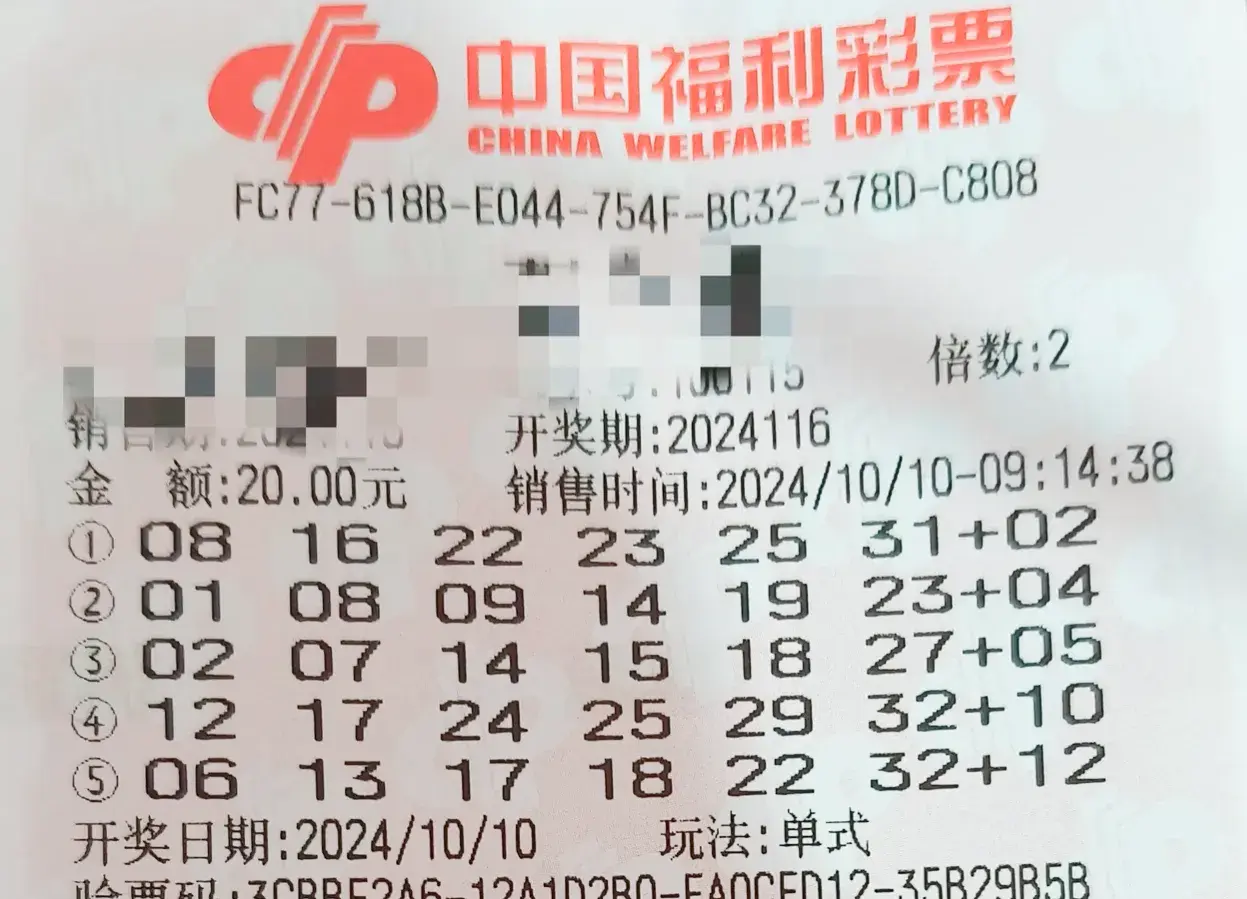 中国福利彩票
CHINA WELFARE LOTTERY
FC77-618B-E044-754F-BC32-378D-C808
倍数:2
开奖期:2024116
金 额:20.00元 销售时间:2024/10/10-09:14:38
① 08 16 22 23 25 31+02
② 01 08 09 14 19 23+04
③ 02 07 14 15 18 27+05
④ 12 17 24 25 29 32+10
⑤ 06 13 17 18 22 32+12
开奖日期:2024/10/10 玩法:单式
验票码:3CBBF2A6-12A1D2B0-EA0CED12-35B29B5B